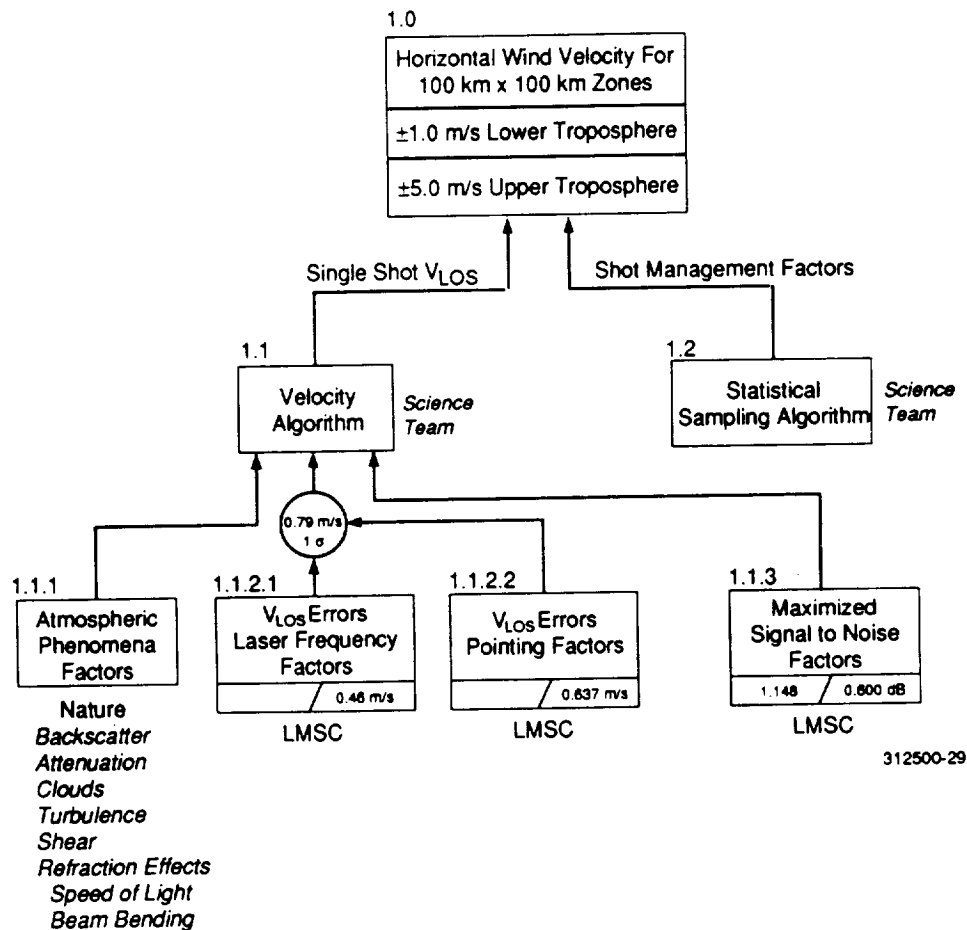 1.0
Horizontal Wind Velocity For
100 km x 100 km Zones
±1.0 m/s Lower Troposphere
±5.0 m/s Upper Troposphere
Single Shot VLOS
Shot Management Factors
1.1
Velocity
Algorithm
Science
Team
1.2
Statistical
Sampling Algorithm
Science
Team
0.79 m/s
1 σ
1.1.1
Atmospheric
Phenomena
Factors
Nature
Backscatter
Attenuation
Clouds
Turbulence
Shear
Refraction Effects
Speed of Light
Beam Bending
1.1.2.1
VLOS Errors
Laser Frequency
Factors
0.46 m/s
LMSC
1.1.2.2
VLOS Errors
Pointing Factors
0.637 m/s
LMSC
1.1.3
Maximized
Signal to Noise
Factors
1.148 / 0.600 dB
LMSC
312500-29